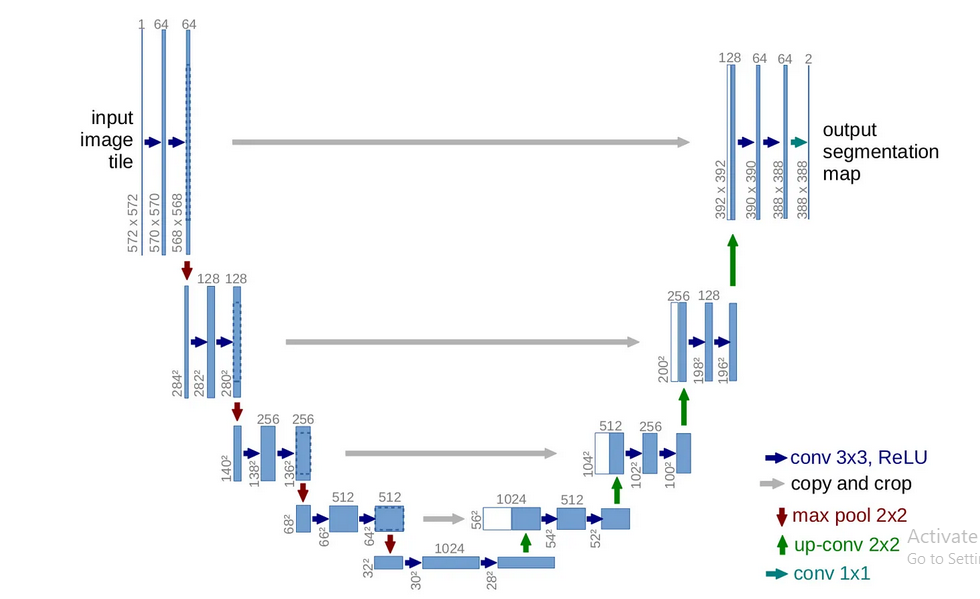 1 64 64
input
image
tile
572 x 572
570 x 570
568 x 568
128 64 64 2
output
segmentation
map
392 x 392
390 x 390
388 x 388
388 x 388
128 128
284²
282²
280²
256 128
200²
198²
196²
256 256
140²
138²
136²
512 256
104²
102²
100²
512 512
68²
66²
64²
1024 512
56²
54²
52²
1024
32²
30²
28²
conv 3x3, ReLU
copy and crop
max pool 2x2
up-conv 2x2
conv 1x1
Activate
Go to Setti